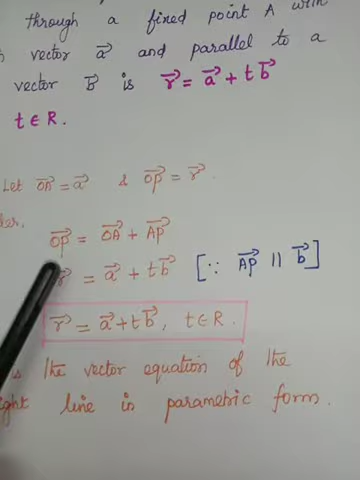 through a fixed point A with
vector a⃗ and parallel to a
vector b⃗ is r⃗ = a⃗ + t b⃗
t ∈ R.
Let OA⃗ = a⃗ & OP⃗ = r⃗.
OP⃗ = OA⃗ + AP⃗
r⃗ = a⃗ + t b⃗ [∵ AP⃗ || b⃗]
r⃗ = a⃗ + t b⃗, t ∈ R.
is the vector equation of the
line in parametric form.